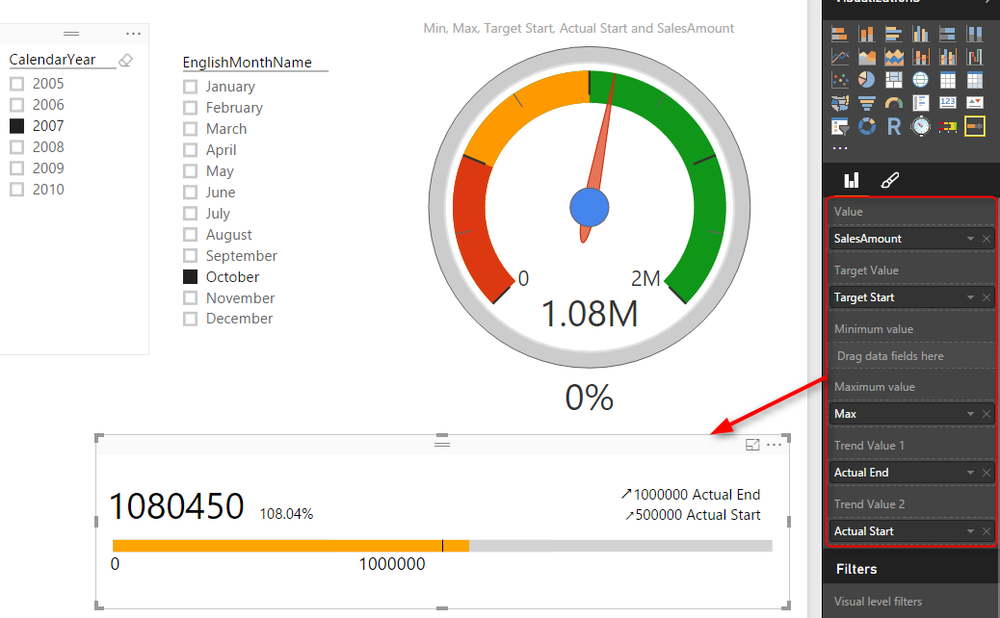 Visualizations
CalendarYear
2005
2006
2007
2008
2009
2010
EnglishMonthName
January
February
March
April
May
June
July
August
September
October
November
December
Min, Max, Target Start, Actual Start and SalesAmount
0
2M
1.08M
0%
1080450 108.04%
1000000 Actual End
500000 Actual Start
0
1000000
123
R
Value
SalesAmount
Target Value
Target Start
Minimum value
Drag data fields here
Maximum value
Max
Trend Value 1
Actual End
Trend Value 2
Actual Start
Filters
Visual level filters